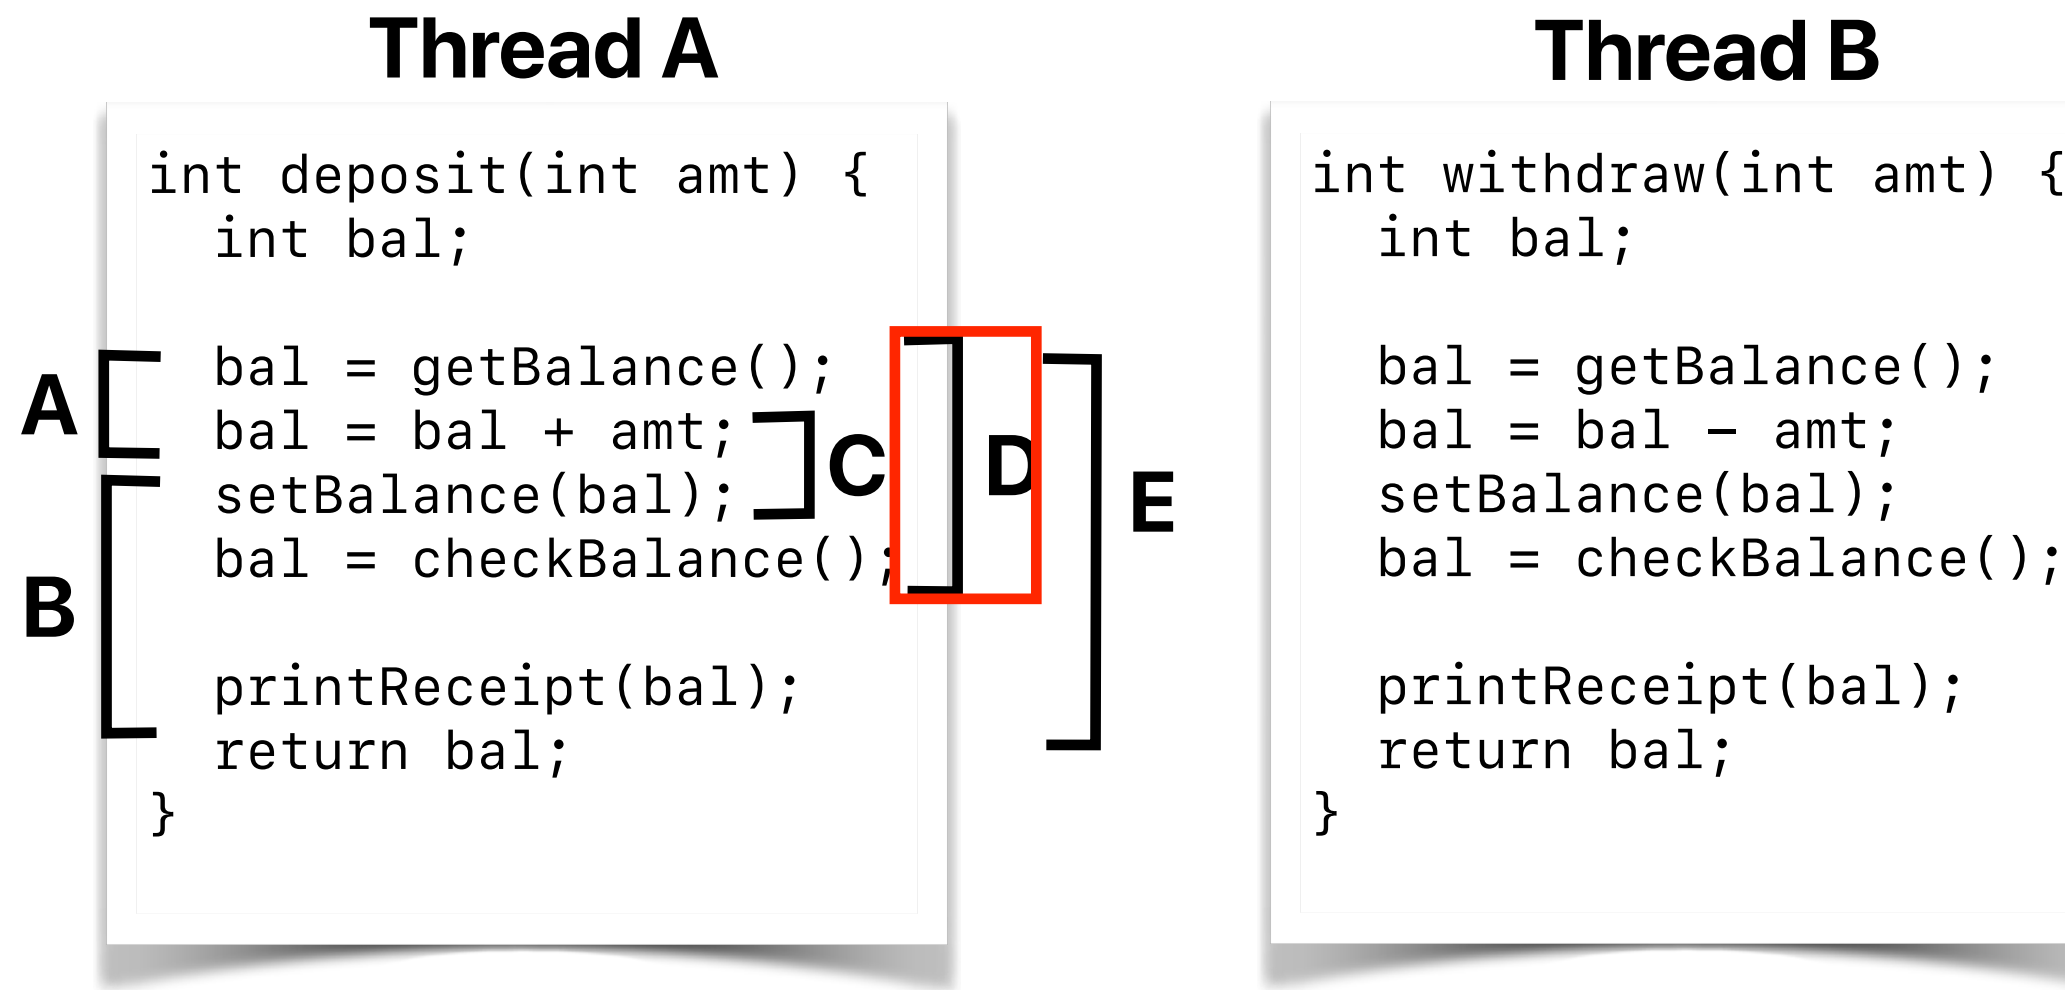 Thread A
int deposit(int amt) {
int bal;
bal = getBalance();
bal = bal + amt;
setBalance(bal);
bal = checkBalance();
printReceipt(bal);
return bal;
}
A
B
C
D
E
Thread B
int withdraw(int amt) {
int bal;
bal = getBalance();
bal = bal - amt;
setBalance(bal);
bal = checkBalance();
printReceipt(bal);
return bal;
}